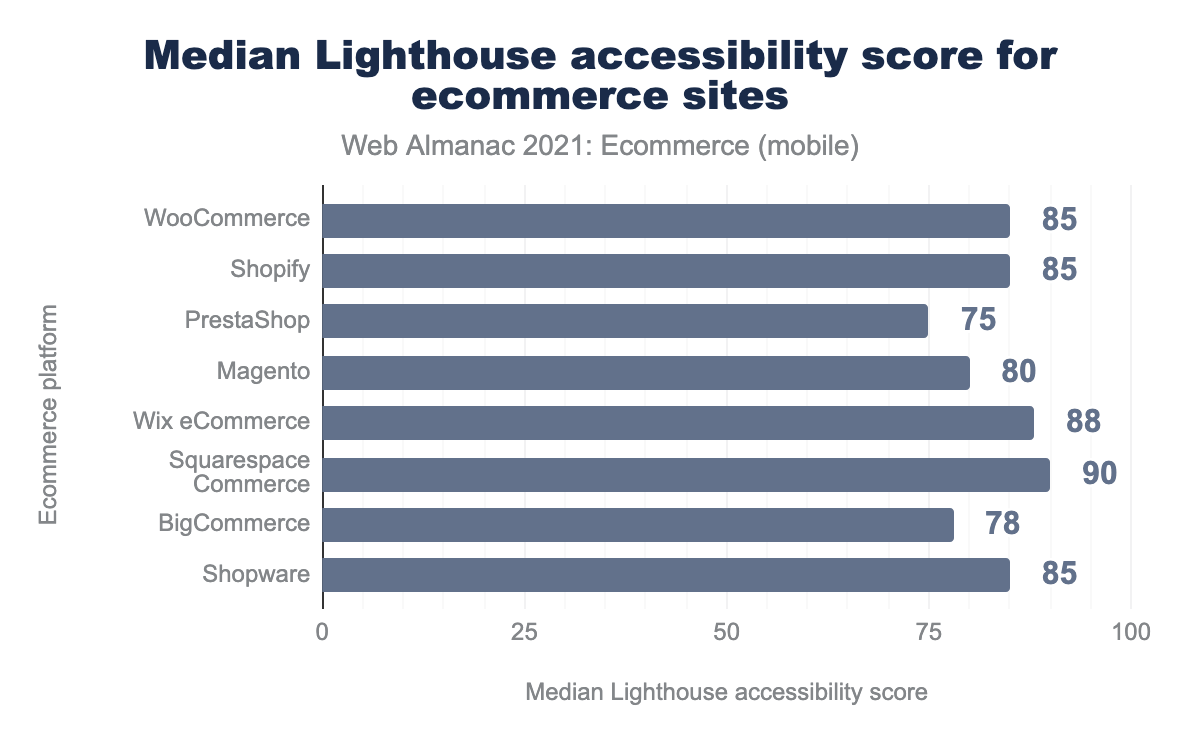 Median Lighthouse accessibility score for
ecommerce sites
Web Almanac 2021: Ecommerce (mobile)
Ecommerce platform
WooCommerce 85
Shopify 85
PrestaShop 75
Magento 80
Wix eCommerce 88
Squarespace
Commerce 90
BigCommerce 78
Shopware 85
0 25 50 75 100
Median Lighthouse accessibility score